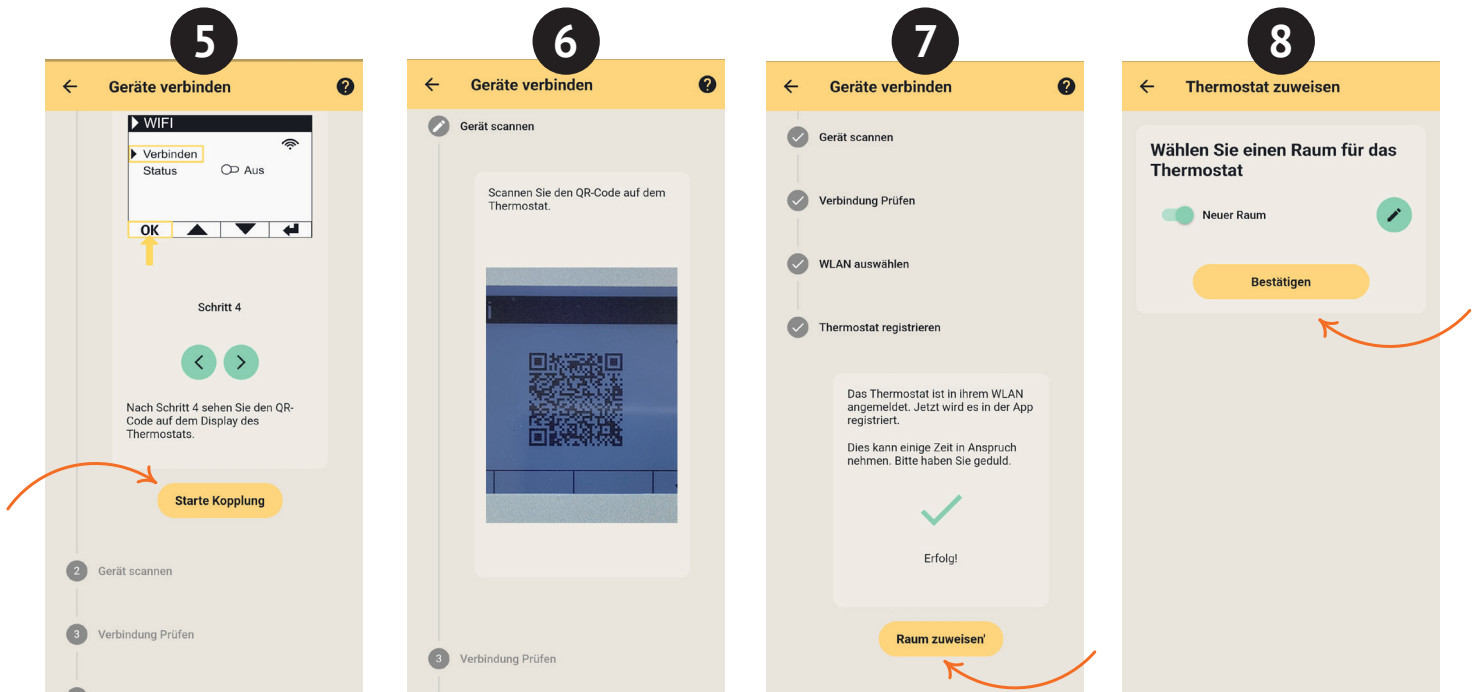 5
Geräte verbinden
?
WIFI
Verbinden
Status Aus
OK
Schritt 4
Nach Schritt 4 sehen Sie den QR-
Code auf dem Display des
Thermostats.
Starte Kopplung
2 Gerät scannen
3 Verbindung Prüfen
6
Geräte verbinden
?
Gerät scannen
Scannen Sie den QR-Code auf dem
Thermostat.
3 Verbindung Prüfen
7
Geräte verbinden
?
Gerät scannen
Verbindung Prüfen
WLAN auswählen
Thermostat registrieren
Das Thermostat ist in ihrem WLAN
angemeldet. Jetzt wird es in der App
registriert.
Dies kann einige Zeit in Anspruch
nehmen. Bitte haben Sie geduld.
Erfolg!
Raum zuweisen'
8
Thermostat zuweisen
Wählen Sie einen Raum für das
Thermostat
Neuer Raum
Bestätigen